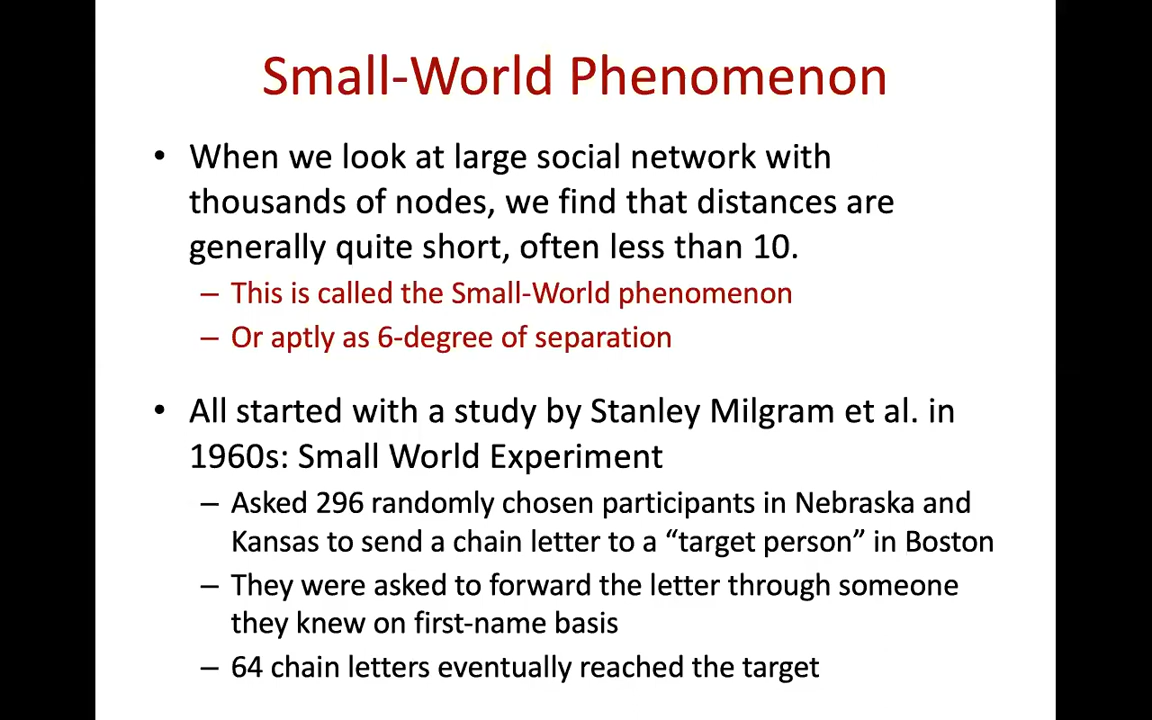 Small-World Phenomenon
• When we look at large social network with
thousands of nodes, we find that distances are
generally quite short, often less than 10.
– This is called the Small-World phenomenon
– Or aptly as 6-degree of separation
• All started with a study by Stanley Milgram et al. in
1960s: Small World Experiment
– Asked 296 randomly chosen participants in Nebraska and
Kansas to send a chain letter to a “target person” in Boston
– They were asked to forward the letter through someone
they knew on first-name basis
– 64 chain letters eventually reached the target